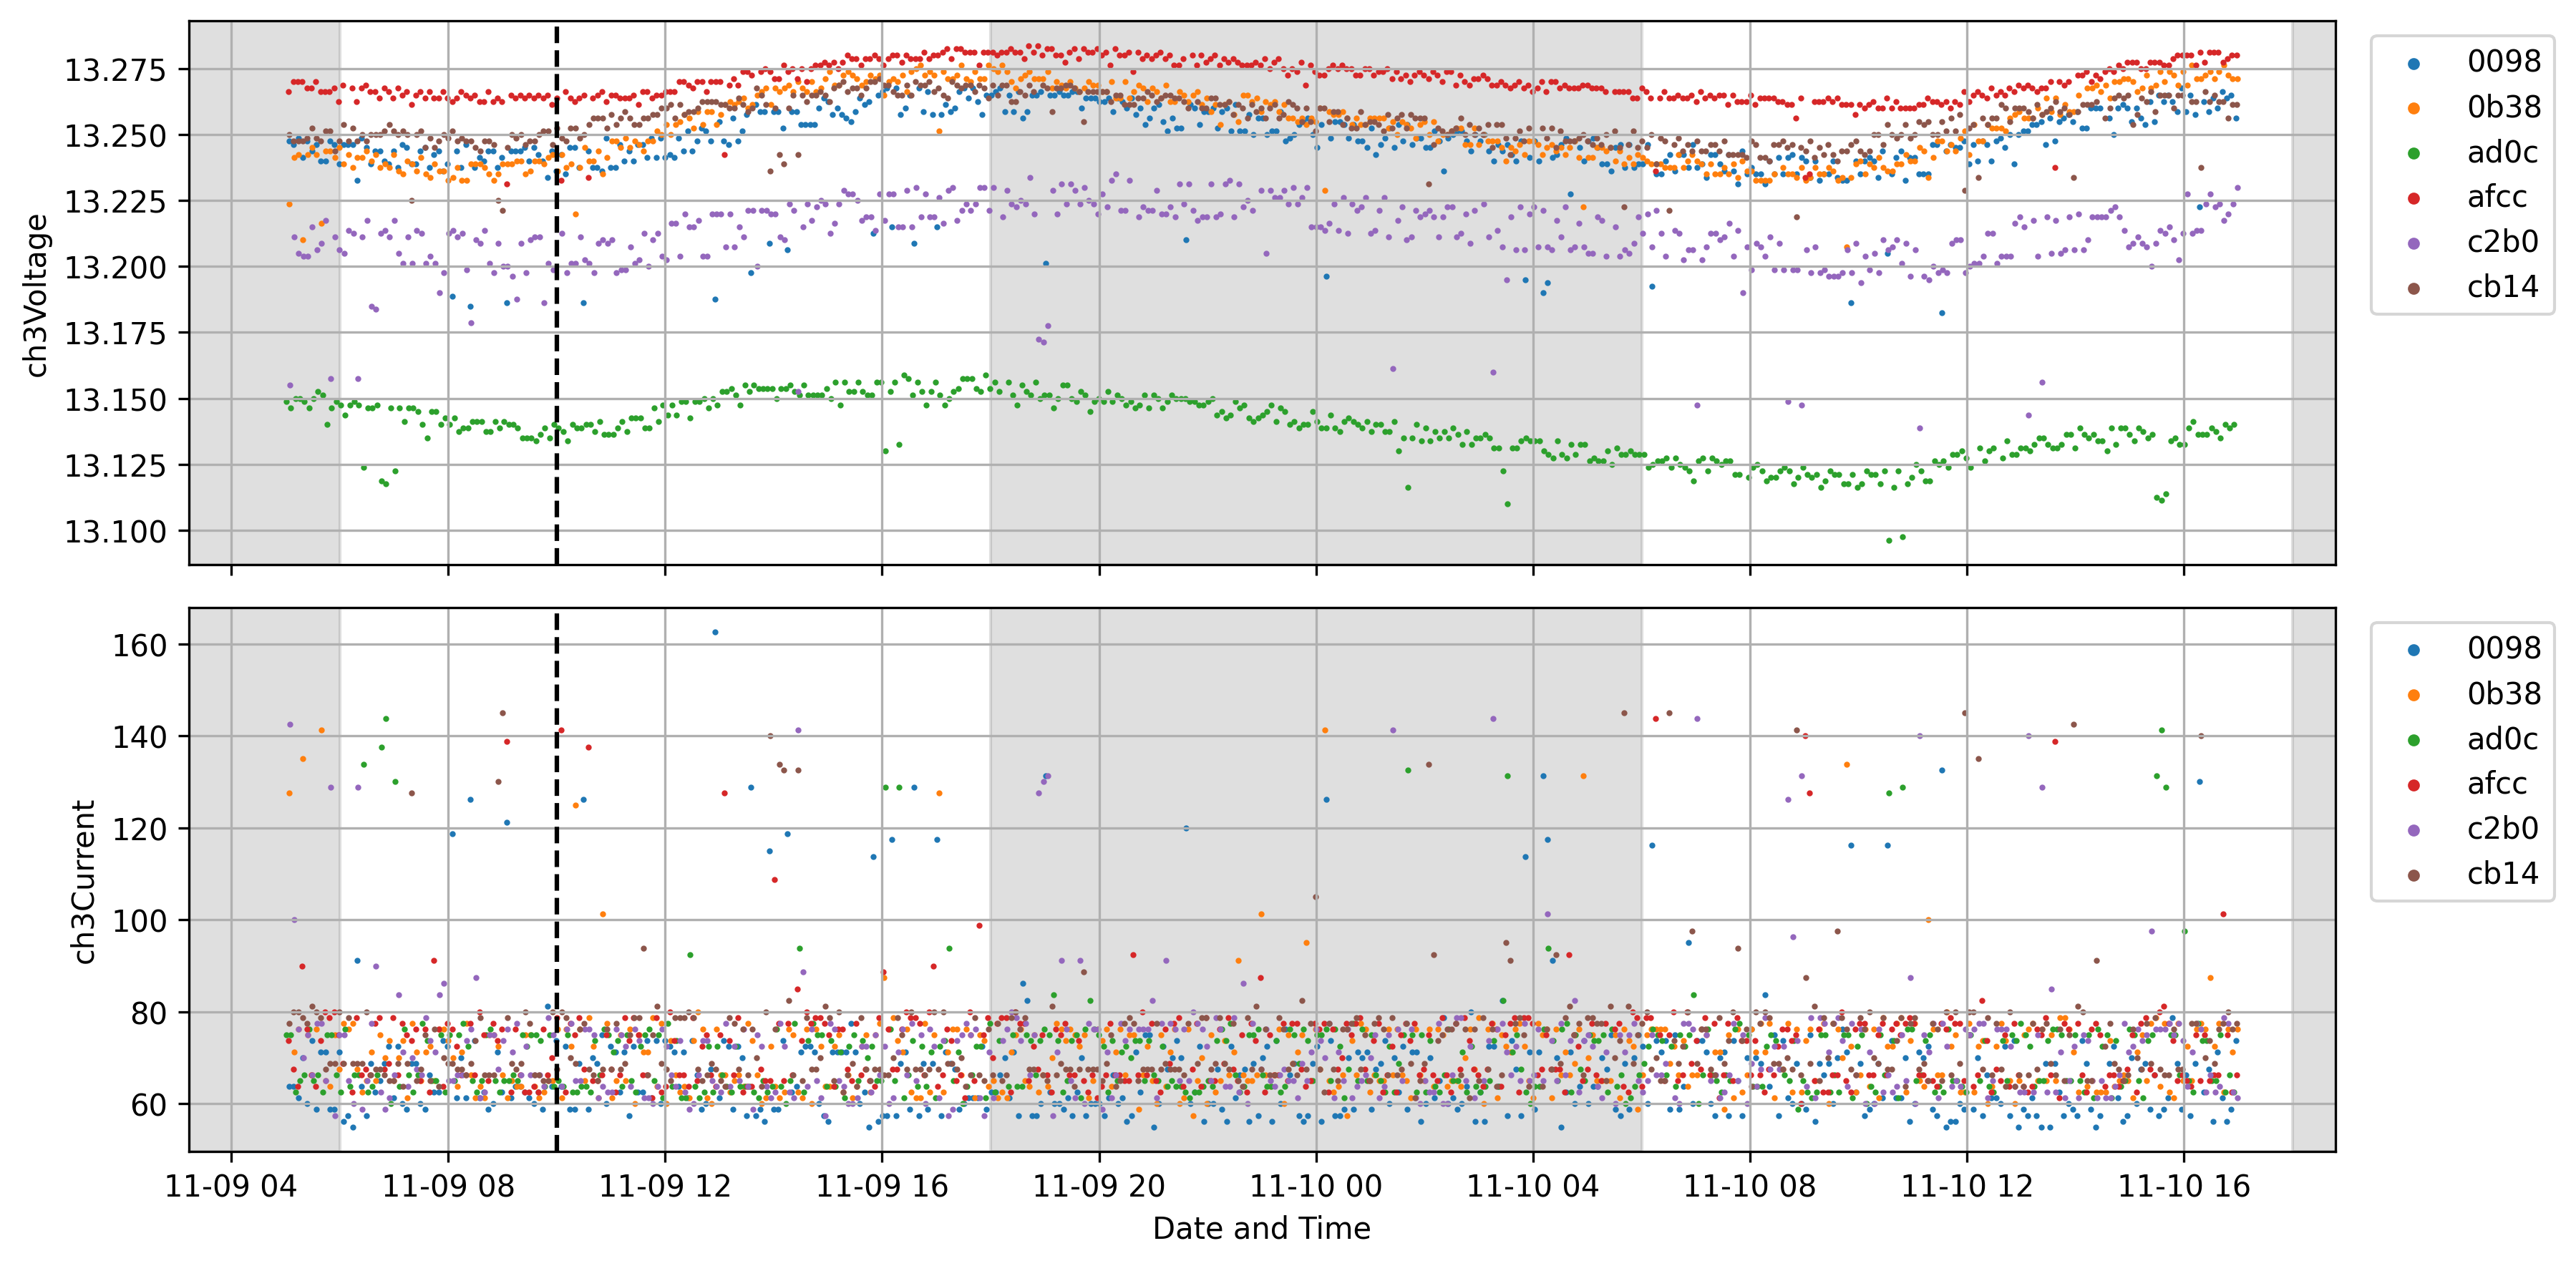 ch3Voltage
13.275
13.250
13.225
13.200
13.175
13.150
13.125
13.100
0098
0b38
ad0c
afcc
c2b0
cb14
ch3Current
160
140
120
100
80
60
0098
0b38
ad0c
afcc
c2b0
cb14
11-09 04
11-09 08
11-09 12
11-09 16
11-09 20
11-10 00
11-10 04
11-10 08
11-10 12
11-10 16
Date and Time